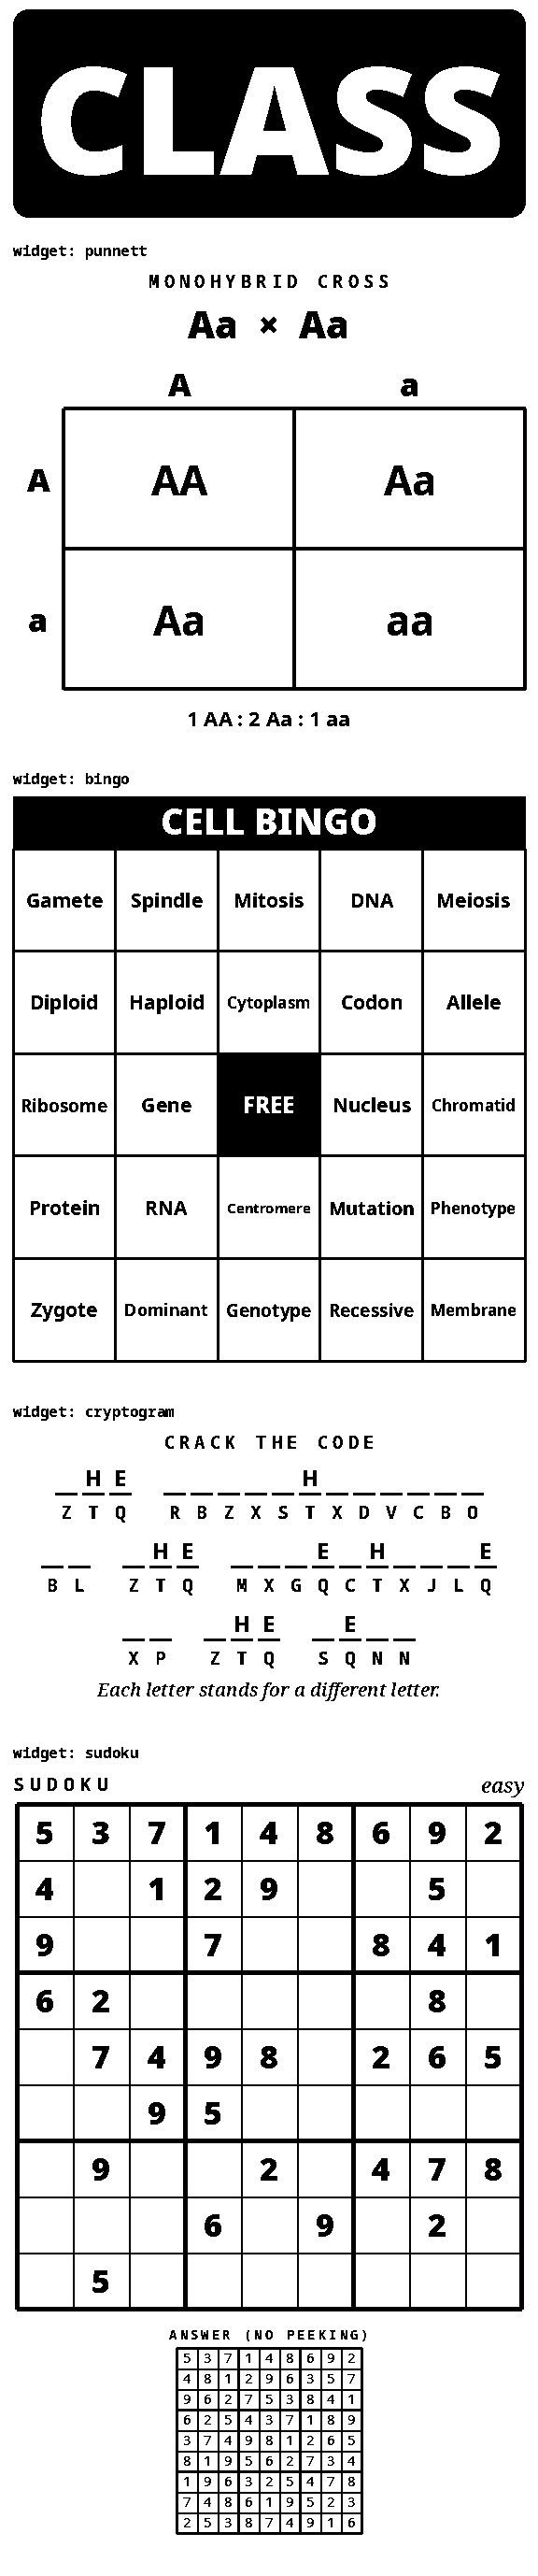 CLASS
widget: punnett
MONOHYBRID CROSS
Aa × Aa
A a
A AA Aa
a Aa aa
1 AA : 2 Aa : 1 aa
widget: bingo
CELL BINGO
Gamete Spindle Mitosis DNA Meiosis
Diploid Haploid Cytoplasm Codon Allele
Ribosome Gene FREE Nucleus Chromatid
Protein RNA Centromere Mutation Phenotype
Zygote Dominant Genotype Recessive Membrane
widget: cryptogram
CRACK THE CODE
H E H
Z T Q R B Z X S T X D V C B O
H E E H E
B L Z T Q M X G Q C T X J L Q
H E E
X P Z T Q S Q N N
Each letter stands for a different letter.
widget: sudoku
SUDOKU easy
5 3 7 1 4 8 6 9 2
4 1 2 9 5
9 7 8 4 1
6 2 8
7 4 9 8 2 6 5
9 5
9 2 4 7 8
6 9 2
5
ANSWER (NO PEEKING)
5 3 7 1 4 8 6 9 2
4 8 1 2 9 6 3 5 7
9 6 2 7 5 3 8 4 1
6 2 5 4 3 7 1 8 9
3 7 4 9 8 1 2 6 5
8 1 9 5 6 2 7 3 4
1 9 6 3 2 5 4 7 8
7 4 8 6 1 9 5 2 3
2 5 3 8 7 4 9 1 6